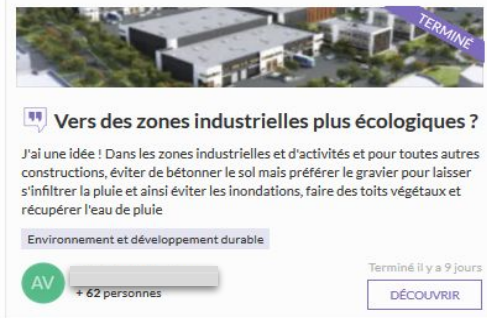 TERMINÉ
Vers des zones industrielles plus écologiques ?
J'ai une idée ! Dans les zones industrielles et d'activités et pour toutes autres
constructions, éviter de bétonner le sol mais préférer le gravier pour laisser
s'infiltrer la pluie et ainsi éviter les inondations, faire des toits végétaux et
récupérer l'eau de pluie
Environnement et développement durable
AV
+ 62 personnes
Terminé il y a 9 jours
DÉCOUVRIR